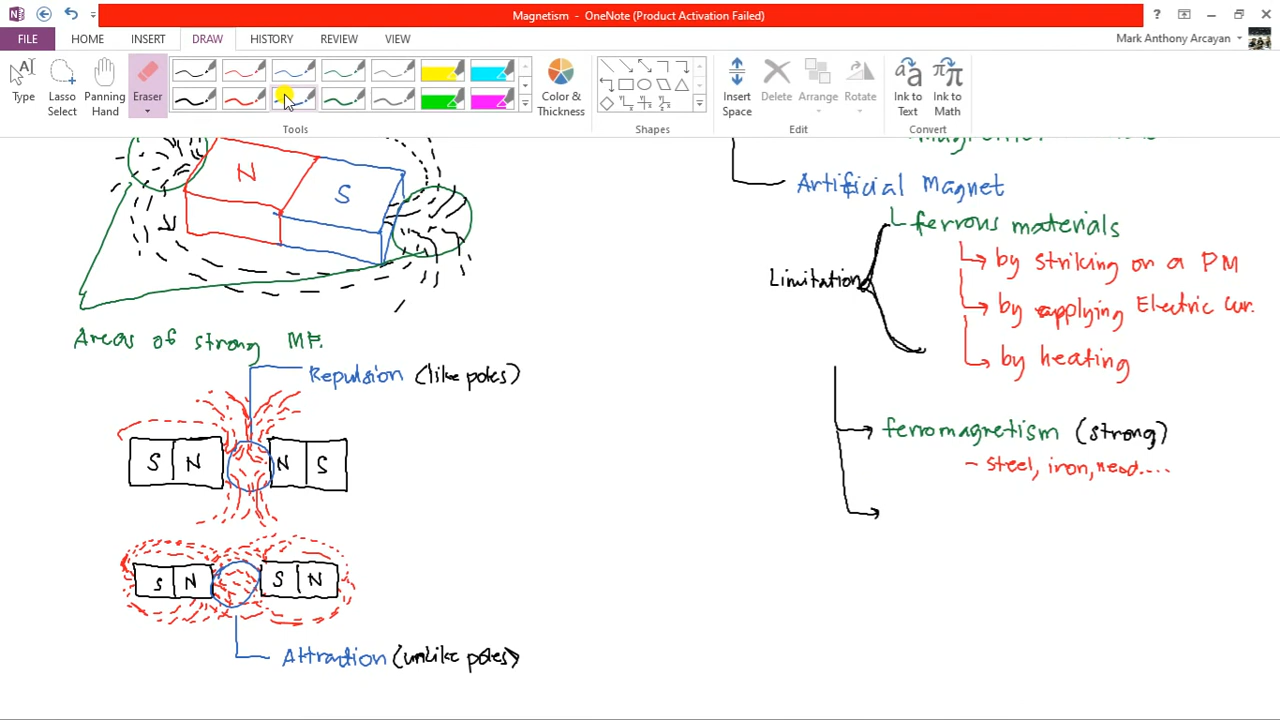 Magnetism - OneNote (Product Activation Failed)
FILE HOME INSERT DRAW HISTORY REVIEW VIEW
Mark Anthony Arcayan
Type
Lasso Select
Panning Hand
Eraser
Color & Thickness
Insert Space
Delete
Arrange
Rotate
Ink to Text
Ink to Math
Tools
Shapes
Edit
Convert
N S
Areas of strong MF.
Repulsion (like poles)
S N N S
S N S N
Attraction (unlike poles)
Artificial Magnet
ferrous materials
Limitation
by striking on a PM
by applying Electric Cur.
by heating
ferromagnetism (strong)
- steel, iron,